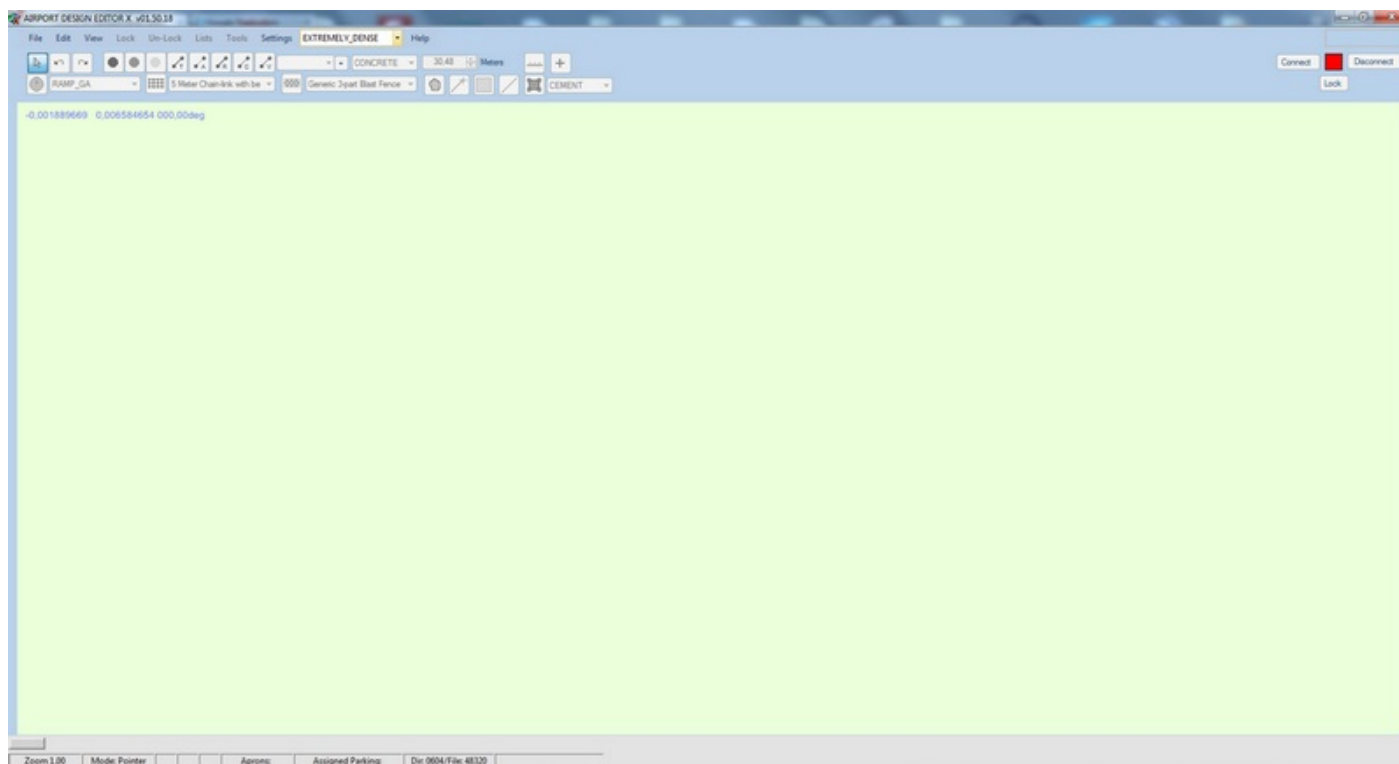 AIRPORT DESIGN EDITOR X v01.50.18
File Edit View Lock Un-Lock Lists Tools Settings EXTREMELY_DENSE Help
CONCRETE 30,48 Meters Connect Disconnect
RAMP_GA 5 Meter Chain-link with be Generic 3-part Blast Fence CEMENT Lock
-0,001889669 0,006584654 000,00deg
Zoom 1.00 Mode: Pointer Aprons: Assigned Parking: Dir: 0604/File: 48320